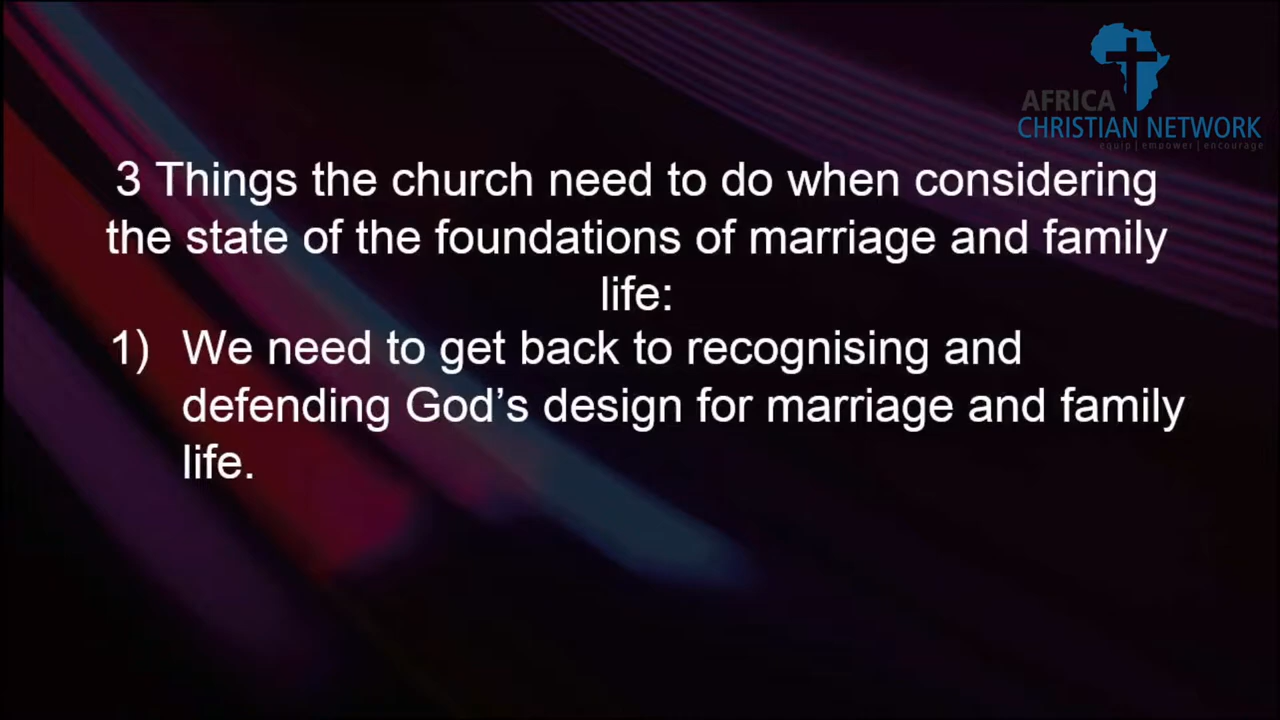 AFRICA
CHRISTIAN NETWORK
equip | empower | encourage
3 Things the church need to do when considering
the state of the foundations of marriage and family
life:
1) We need to get back to recognising and
defending God’s design for marriage and family
life.